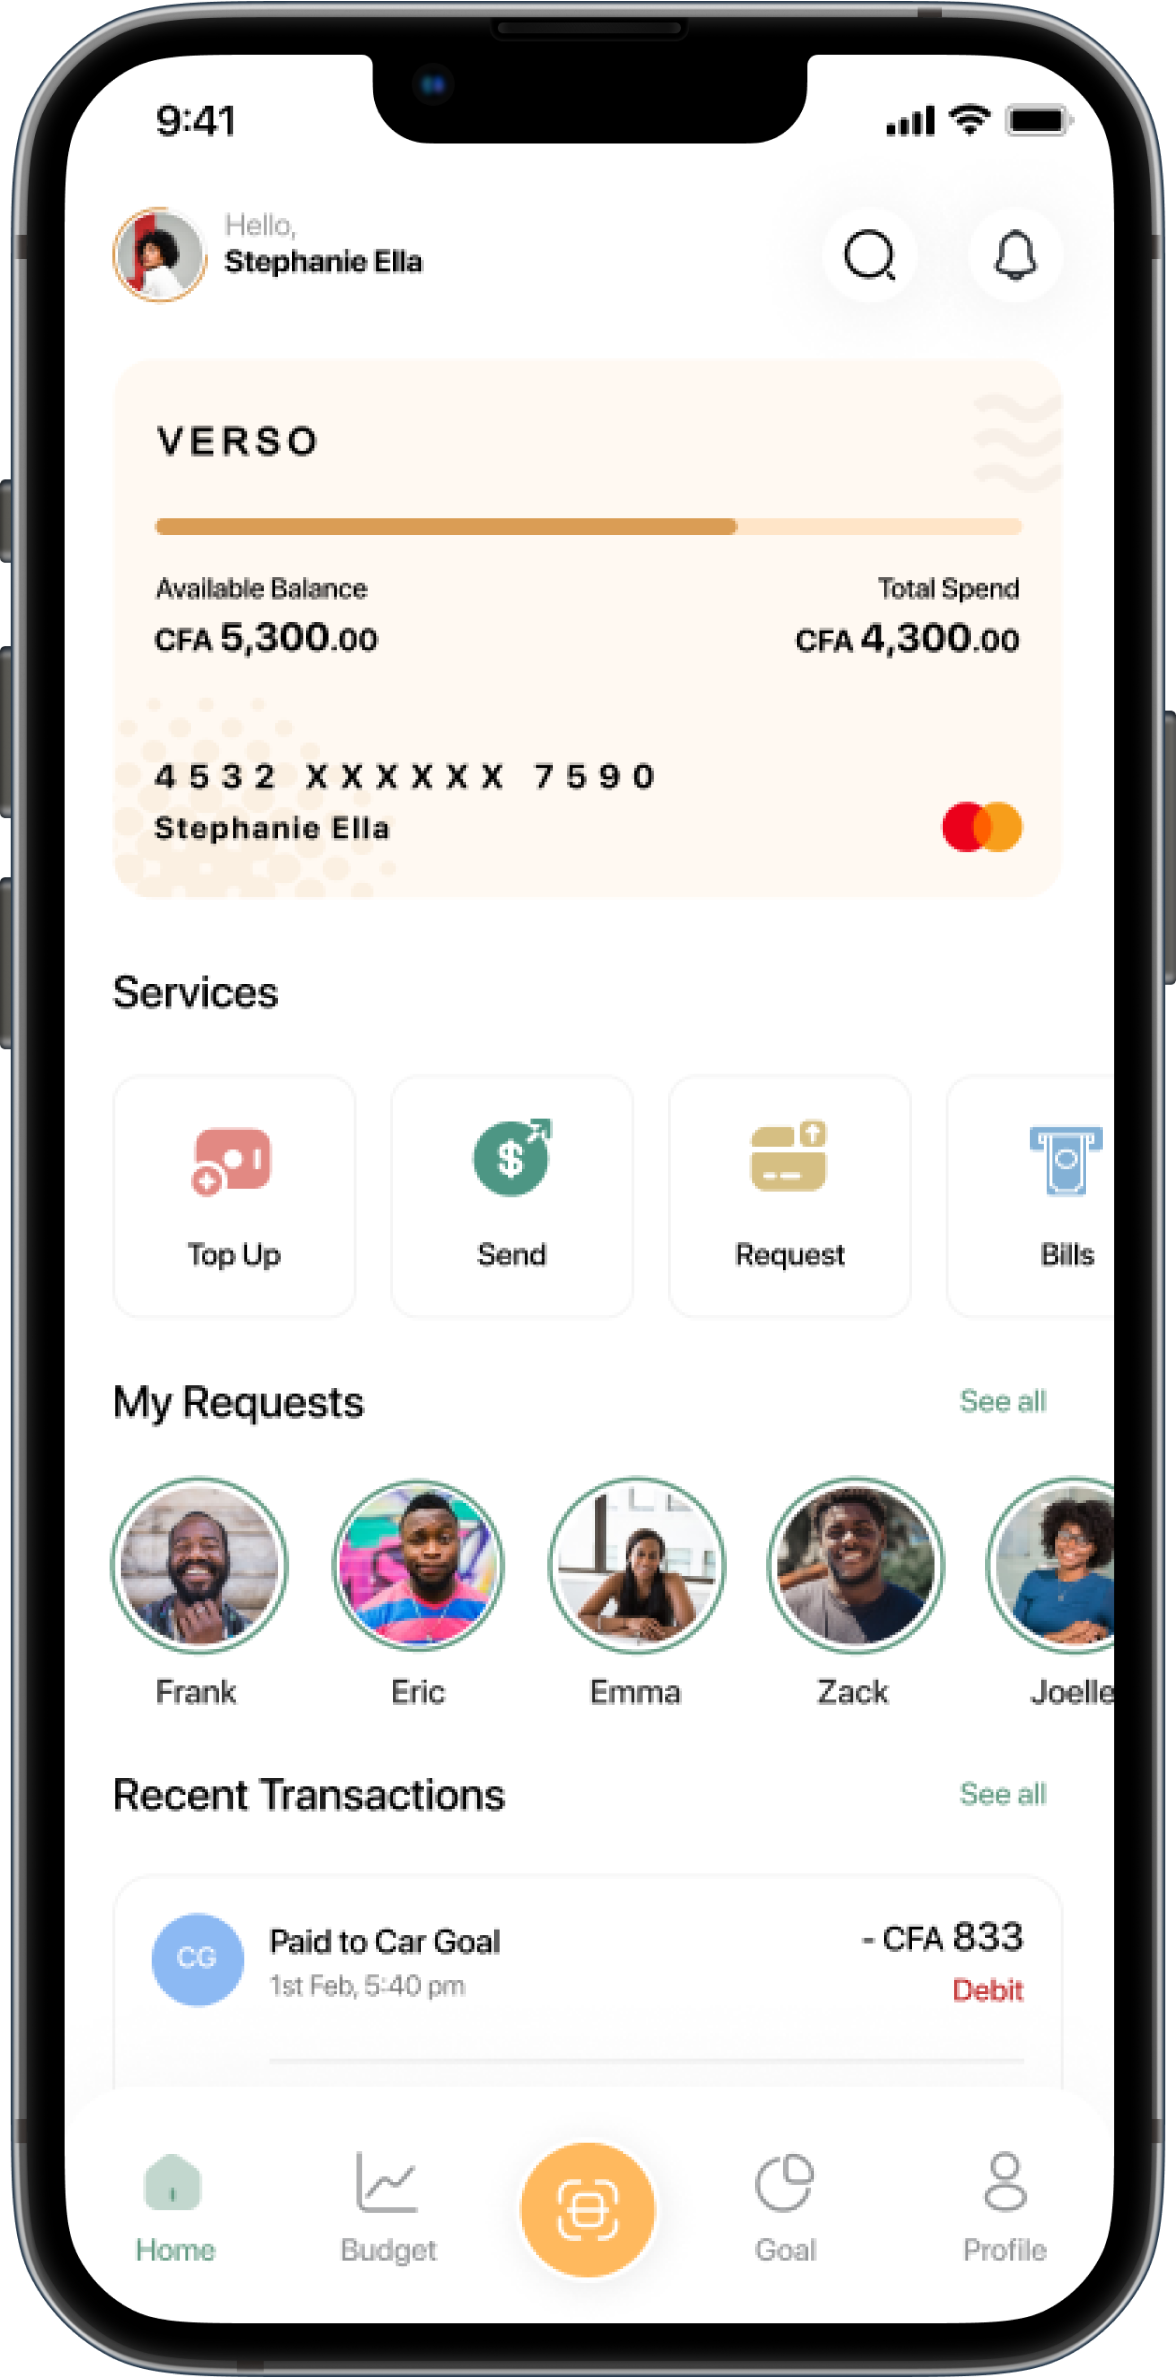 9:41
Hello,
Stephanie Ella
VERSO
Available Balance
Total Spend
CFA 5,300.00
CFA 4,300.00
4532 XXXXXX 7590
Stephanie Ella
Services
$
Top Up
Send
Request
Bills
My Requests
See all
Frank
Eric
Emma
Zack
Joelle
Recent Transactions
See all
CG
Paid to Car Goal
- CFA 833
1st Feb, 5:40 pm
Debit
Home
Budget
Goal
Profile